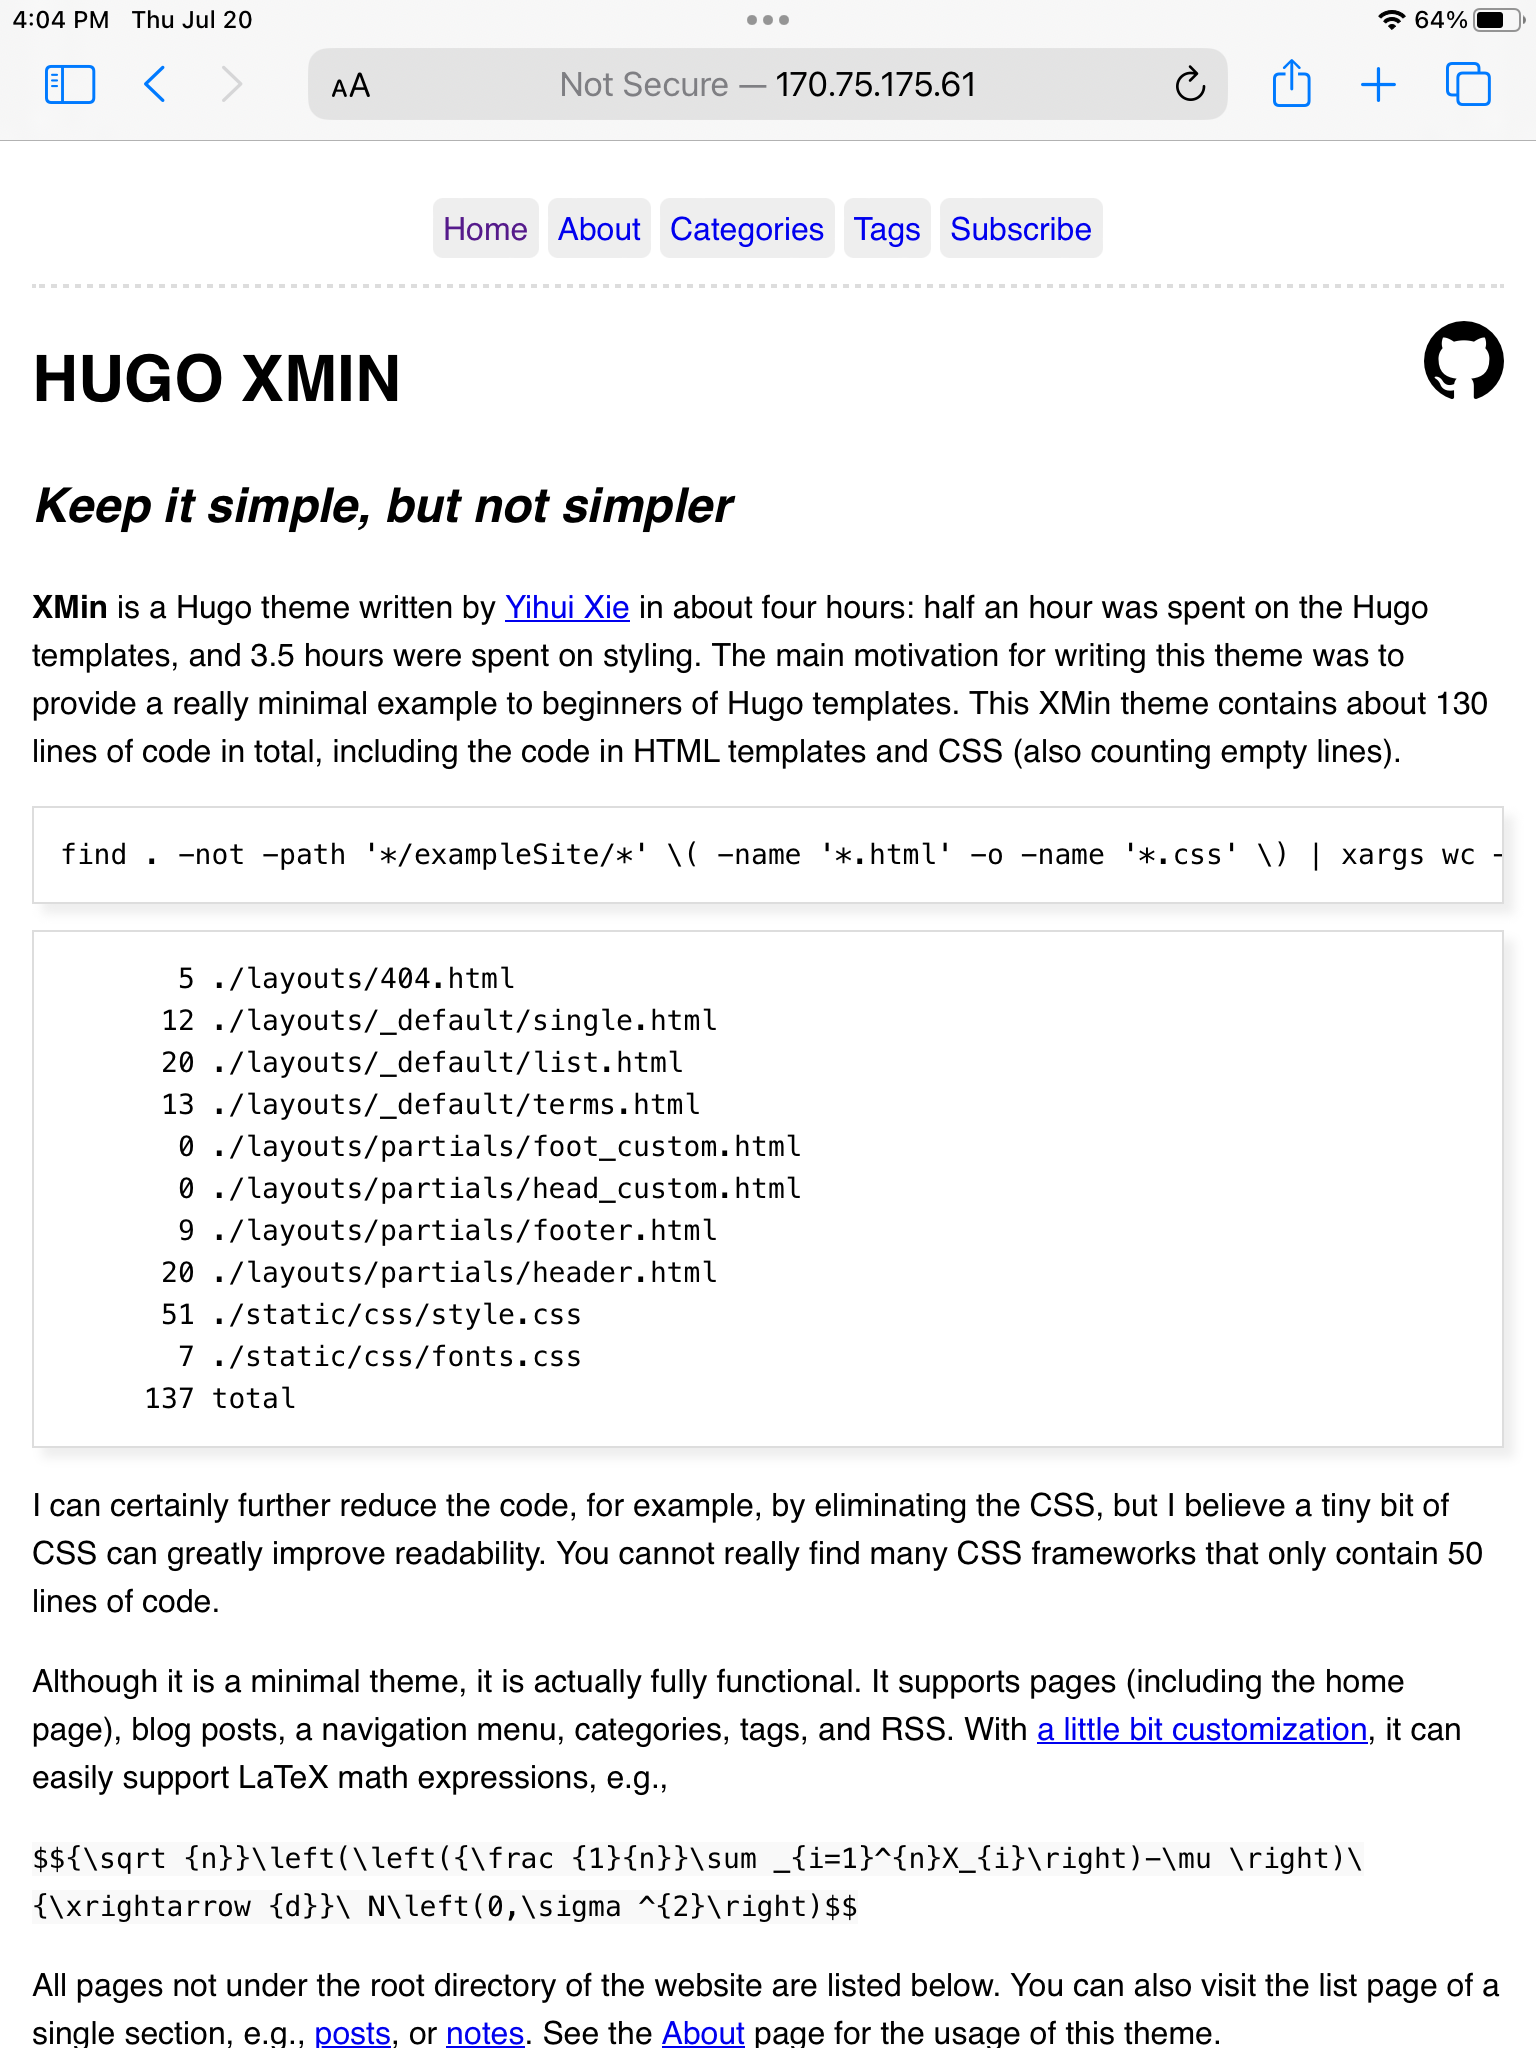 4:04 PM Thu Jul 20 64%
AA Not Secure — 170.75.175.61
Home About Categories Tags Subscribe
HUGO XMIN
Keep it simple, but not simpler
XMin is a Hugo theme written by Yihui Xie in about four hours: half an hour was spent on the Hugo
templates, and 3.5 hours were spent on styling. The main motivation for writing this theme was to
provide a really minimal example to beginners of Hugo templates. This XMin theme contains about 130
lines of code in total, including the code in HTML templates and CSS (also counting empty lines).
find . -not -path '*/exampleSite/*' \( -name '*.html' -o -name '*.css' \) | xargs wc -
5 ./layouts/404.html
12 ./layouts/_default/single.html
20 ./layouts/_default/list.html
13 ./layouts/_default/terms.html
0 ./layouts/partials/foot_custom.html
0 ./layouts/partials/head_custom.html
9 ./layouts/partials/footer.html
20 ./layouts/partials/header.html
51 ./static/css/style.css
7 ./static/css/fonts.css
137 total
I can certainly further reduce the code, for example, by eliminating the CSS, but I believe a tiny bit of
CSS can greatly improve readability. You cannot really find many CSS frameworks that only contain 50
lines of code.
Although it is a minimal theme, it is actually fully functional. It supports pages (including the home
page), blog posts, a navigation menu, categories, tags, and RSS. With a little bit customization, it can
easily support LaTeX math expressions, e.g.,
$${\sqrt {n}}\left(\left({\frac {1}{n}}\sum _{i=1}^{n}X_{i}\right)-\mu \right)\
{\xrightarrow {d}}\ N\left(0,\sigma ^{2}\right)$$
All pages not under the root directory of the website are listed below. You can also visit the list page of a
single section, e.g., posts, or notes. See the About page for the usage of this theme.